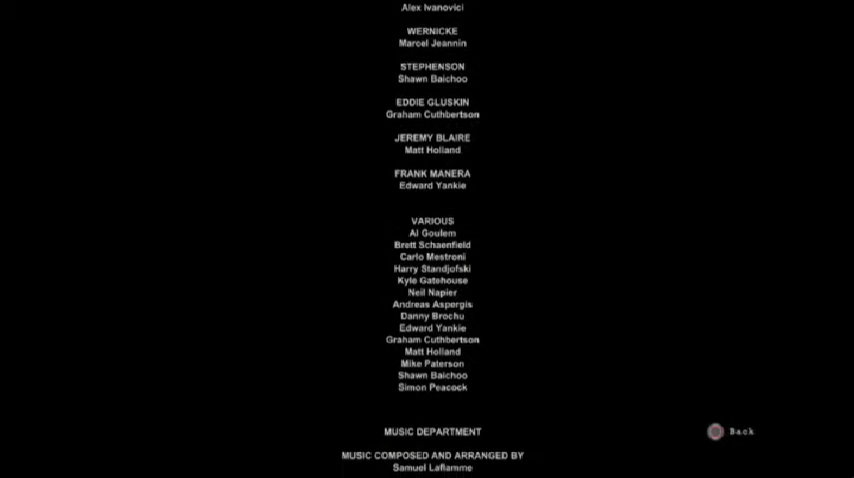 Alex Ivanovici
WERNICKE
Marcel Jeannin
STEPHENSON
Shawn Baichoo
EDDIE GLUSKIN
Graham Cuthbertson
JEREMY BLAIRE
Matt Holland
FRANK MANERA
Edward Yankie
VARIOUS
Al Goulem
Brett Schaenfield
Carlo Mestroni
Harry Standjofski
Kyle Gatehouse
Neil Napier
Andreas Aspergis
Danny Brochu
Edward Yankie
Graham Cuthbertson
Matt Holland
Mike Paterson
Shawn Baichoo
Simon Peacock
MUSIC DEPARTMENT
Back
MUSIC COMPOSED AND ARRANGED BY
Samuel Laflamme